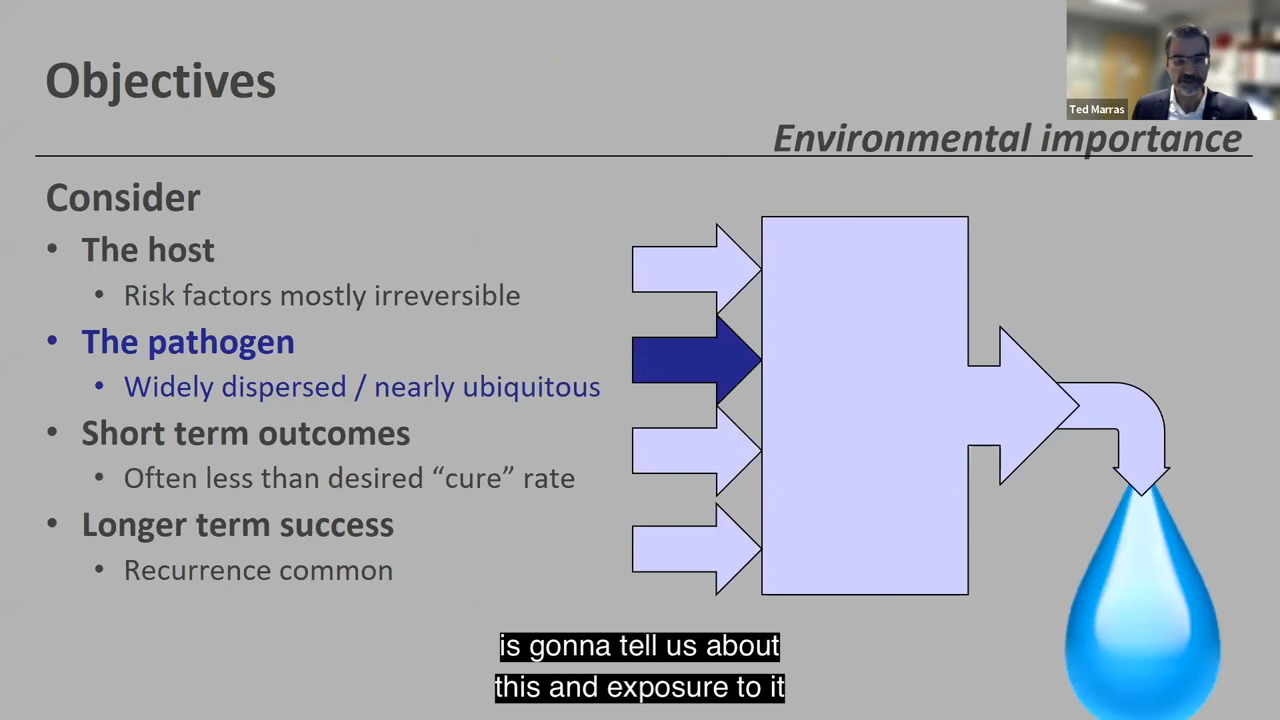 Objectives
Ted Marras
Environmental importance
Consider
• The host
• Risk factors mostly irreversible
• The pathogen
• Widely dispersed / nearly ubiquitous
• Short term outcomes
• Often less than desired “cure” rate
• Longer term success
• Recurrence common
is gonna tell us about
this and exposure to it